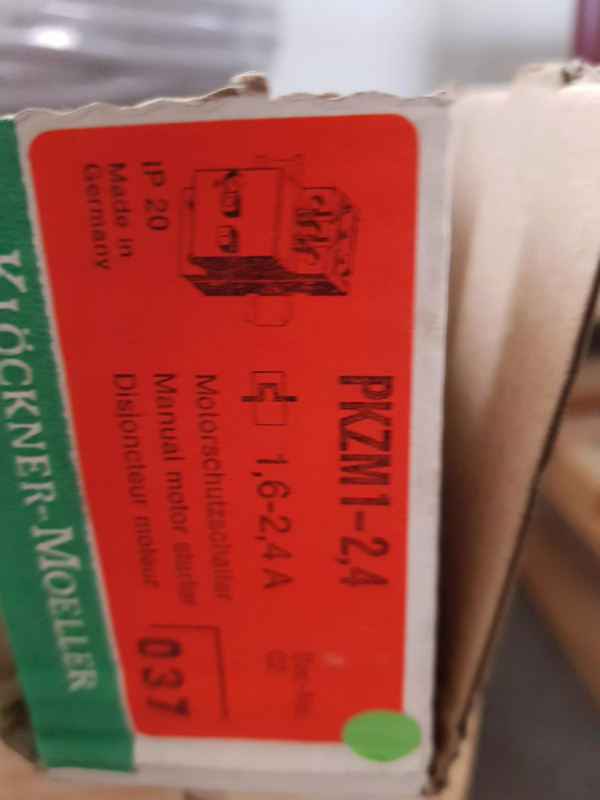 PKZM1-2,4
1,6-2,4 A
Motorschutzschalter
Manual motor starter
Disjoncteur moteur
IP 20
Made in
Germany
037
KLÖCKNER-MOELLER